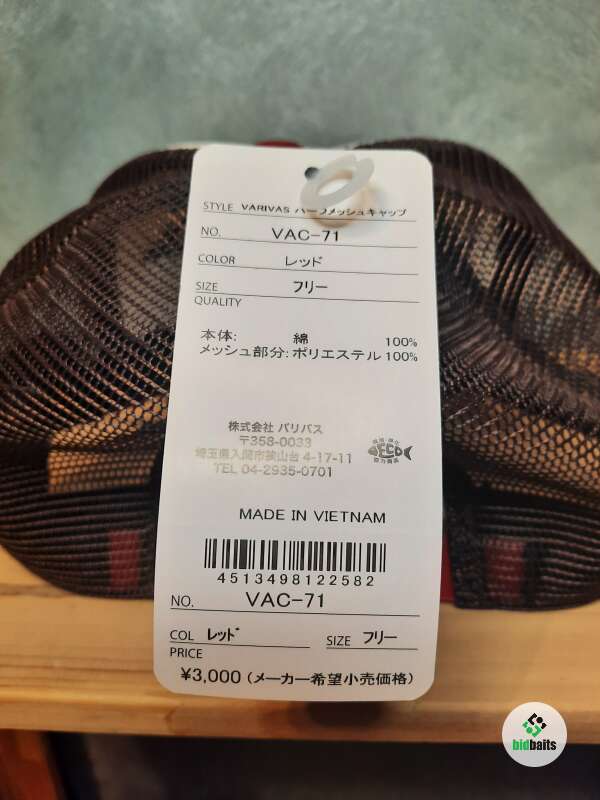 STYLE VARIVAS ハーフメッシュキャップ
NO. VAC-71
COLOR レッド
SIZE フリー
QUALITY
本体: 綿 100%
メッシュ部分: ポリエステル 100%
株式会社 バリバス
〒358-0033
埼玉県入間市狭山台 4-17-11
TEL 04-2935-0701
ECO
MADE IN VIETNAM
4513498122582
NO. VAC-71
COL レッド SIZE フリー
PRICE
¥3,000 (メーカー希望小売価格)
bidbaits